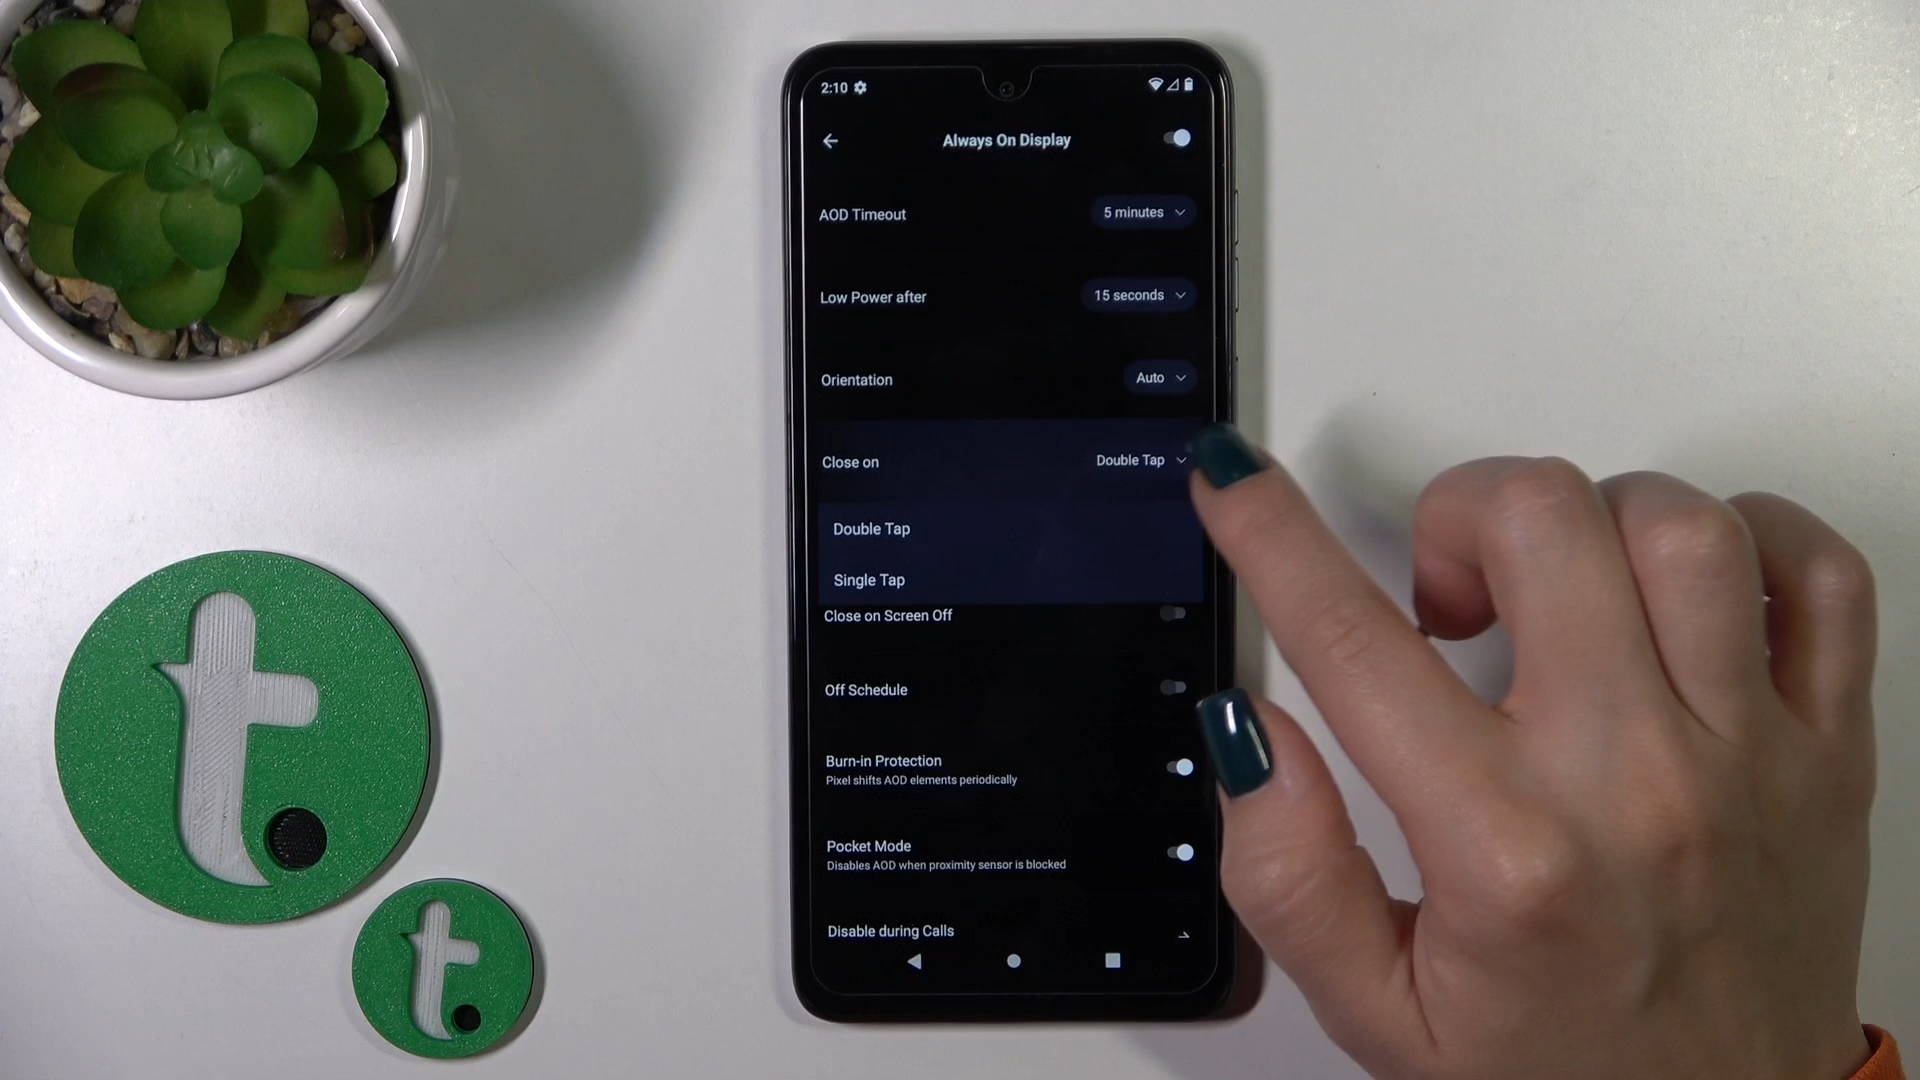 2:10
Always On Display
AOD Timeout
5 minutes
Low Power after
15 seconds
Orientation
Auto
Close on
Double Tap
Double Tap
Single Tap
Close on Screen Off
Off Schedule
Burn-in Protection
Pixel shifts AOD elements periodically
Pocket Mode
Disables AOD when proximity sensor is blocked
Disable during Calls
t.
t.